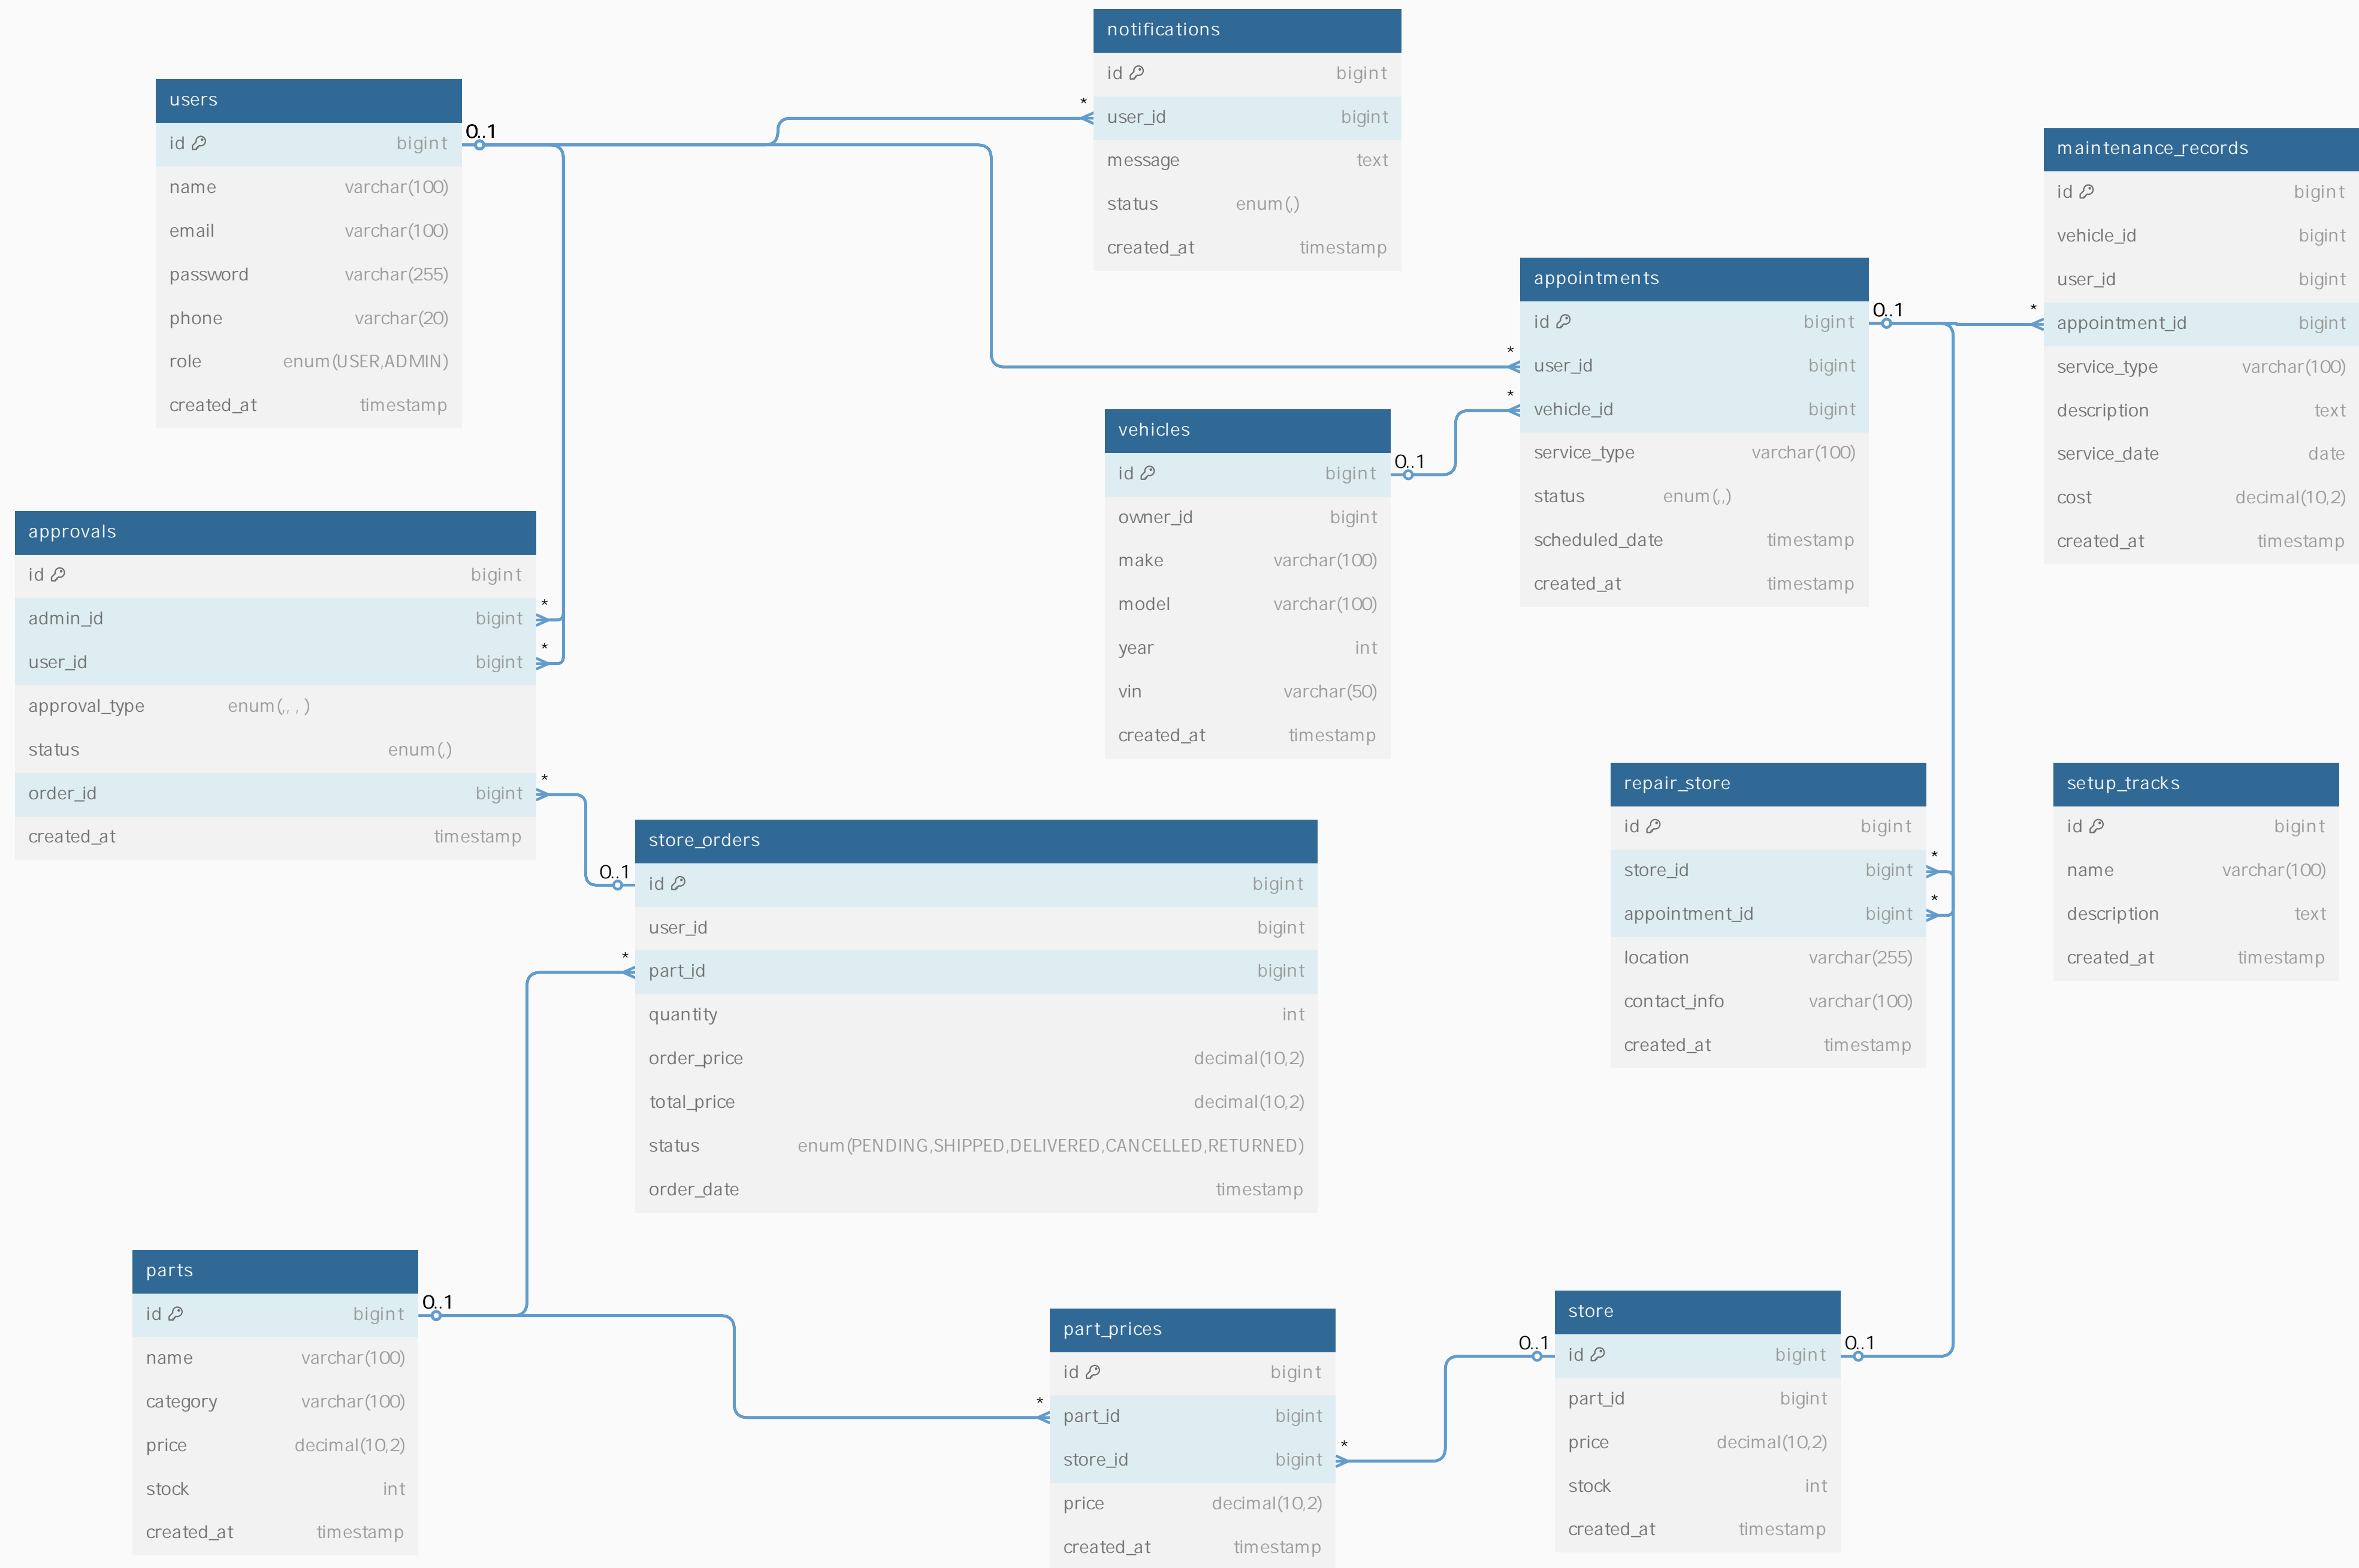 notifications
id bigint
* user_id bigint
message text
status enum(,)
created_at timestamp
users
0..1
id bigint
name varchar(100)
email varchar(100)
password varchar(255)
phone varchar(20)
role enum(USER,ADMIN)
created_at timestamp
maintenance_records
id bigint
vehicle_id bigint
user_id bigint
* appointment_id bigint
service_type varchar(100)
description text
service_date date
cost decimal(10,2)
created_at timestamp
appointments
id bigint 0..1
* user_id bigint
* vehicle_id bigint
service_type varchar(100)
status enum(,,)
scheduled_date timestamp
created_at timestamp
vehicles
id bigint 0..1
owner_id bigint
make varchar(100)
model varchar(100)
year int
vin varchar(50)
created_at timestamp
approvals
id bigint
admin_id bigint *
user_id bigint *
approval_type enum(,, , )
status enum(,)
order_id bigint *
created_at timestamp
store_orders
0..1 id bigint
user_id bigint
* part_id bigint
quantity int
order_price decimal(10,2)
total_price decimal(10,2)
status enum(PENDING,SHIPPED,DELIVERED,CANCELLED,RETURNED)
order_date timestamp
repair_store
id bigint
store_id bigint *
appointment_id bigint *
location varchar(255)
contact_info varchar(100)
created_at timestamp
setup_tracks
id bigint
name varchar(100)
description text
created_at timestamp
parts
id bigint 0..1
name varchar(100)
category varchar(100)
price decimal(10,2)
stock int
created_at timestamp
part_prices
id bigint
* part_id bigint
store_id bigint *
price decimal(10,2)
created_at timestamp
store
0..1 id bigint 0..1
part_id bigint
price decimal(10,2)
stock int
created_at timestamp